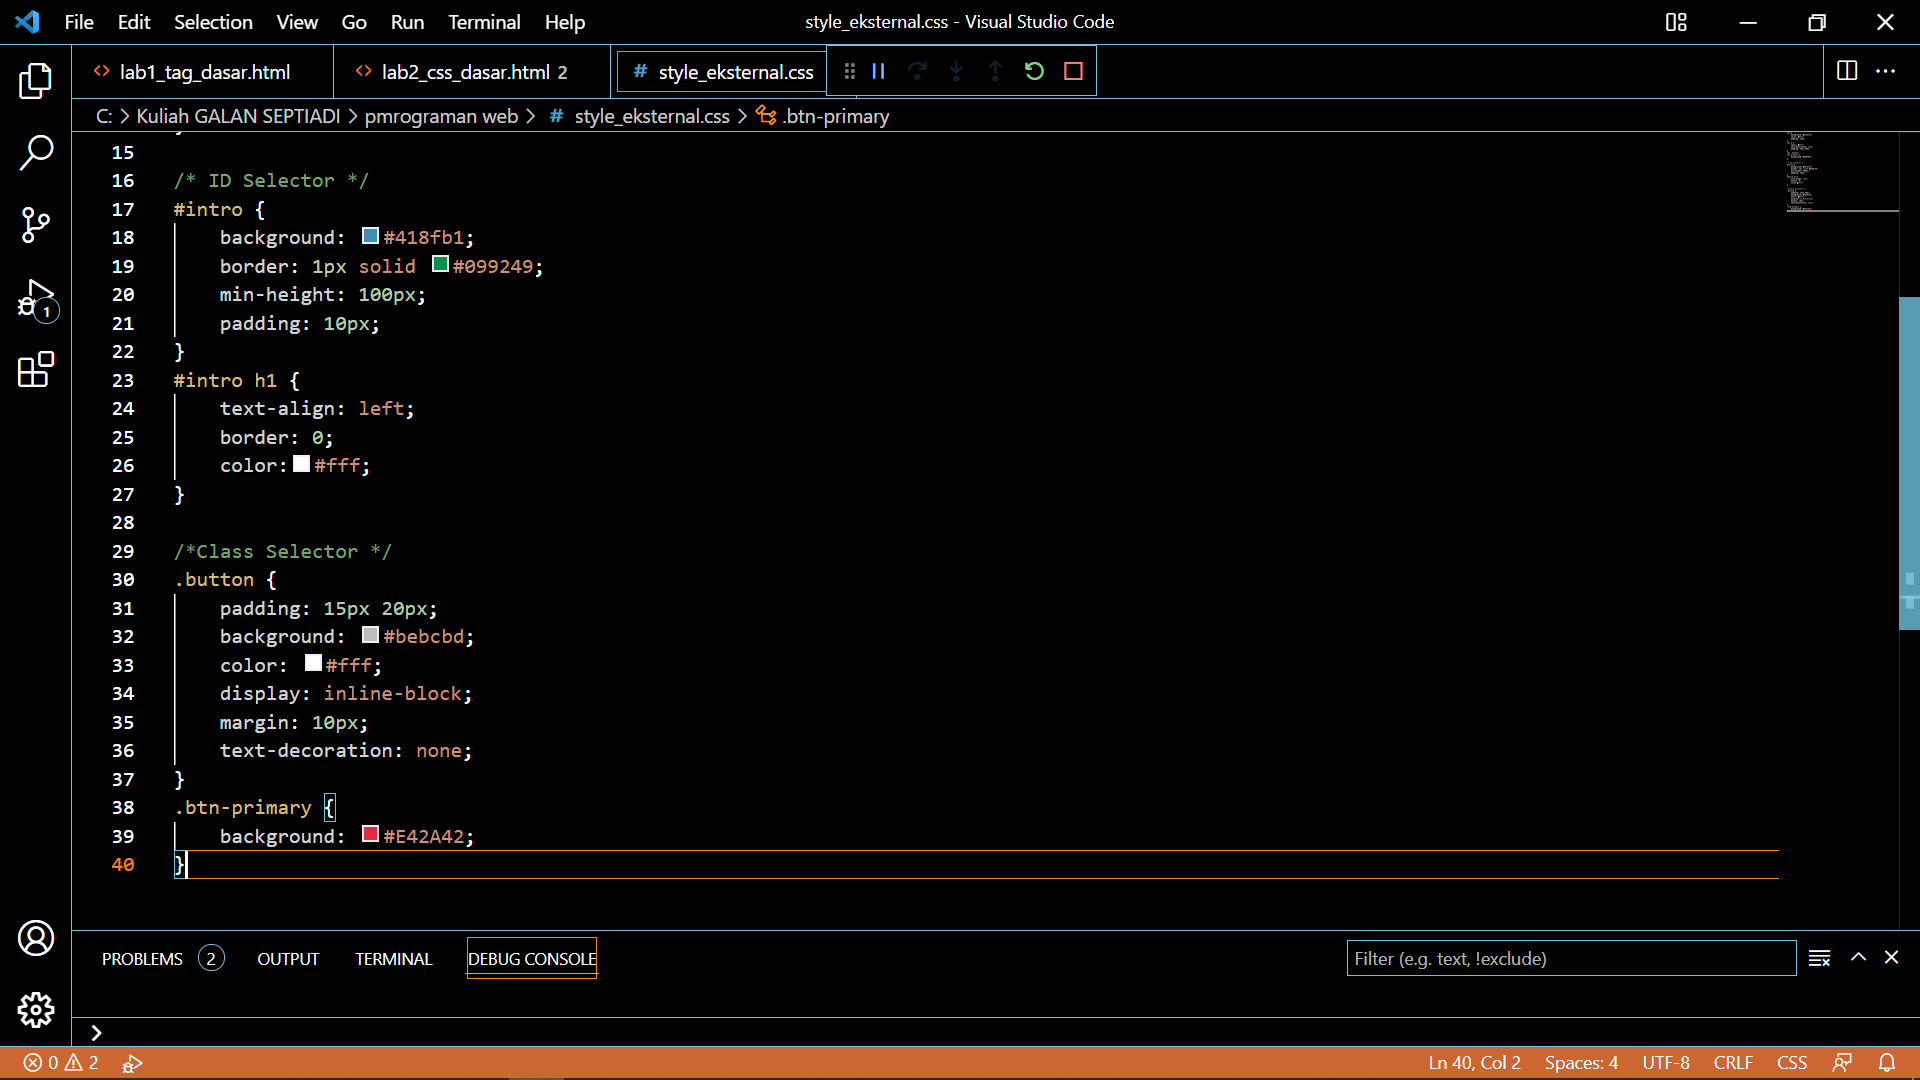 File Edit Selection View Go Run Terminal Help style_eksternal.css - Visual Studio Code
lab1_tag_dasar.html lab2_css_dasar.html 2 # style_eksternal.css
C: > Kuliah GALAN SEPTIADI > pmrograman web > # style_eksternal.css > .btn-primary
15
16 /* ID Selector */
17 #intro {
18 background: #418fb1;
19 border: 1px solid #099249;
20 min-height: 100px;
21 padding: 10px;
22 }
23 #intro h1 {
24 text-align: left;
25 border: 0;
26 color: #fff;
27 }
28
29 /*Class Selector */
30 .button {
31 padding: 15px 20px;
32 background: #bebcbd;
33 color: #fff;
34 display: inline-block;
35 margin: 10px;
36 text-decoration: none;
37 }
38 .btn-primary {
39 background: #E42A42;
40 }
1
PROBLEMS 2 OUTPUT TERMINAL DEBUG CONSOLE Filter (e.g. text, !exclude)
0 2 Ln 40, Col 2 Spaces: 4 UTF-8 CRLF CSS